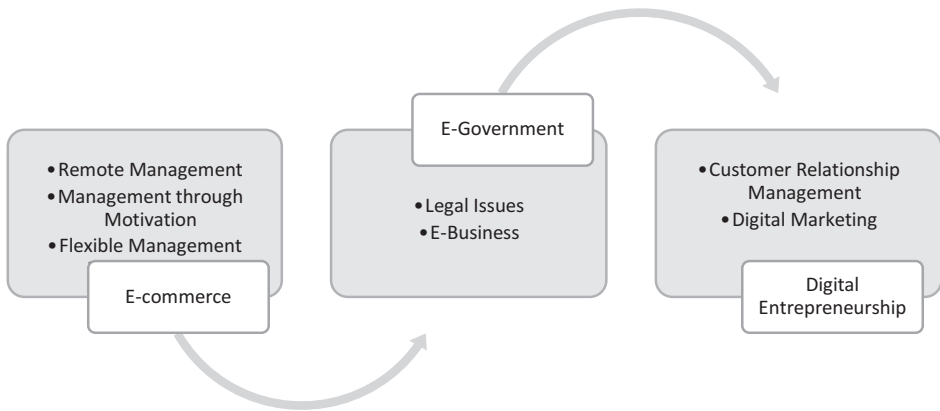 • Remote Management
• Management through
Motivation
• Flexible Management
E-commerce
E-Government
• Legal Issues
• E-Business
• Customer Relationship
Management
• Digital Marketing
Digital
Entrepreneurship